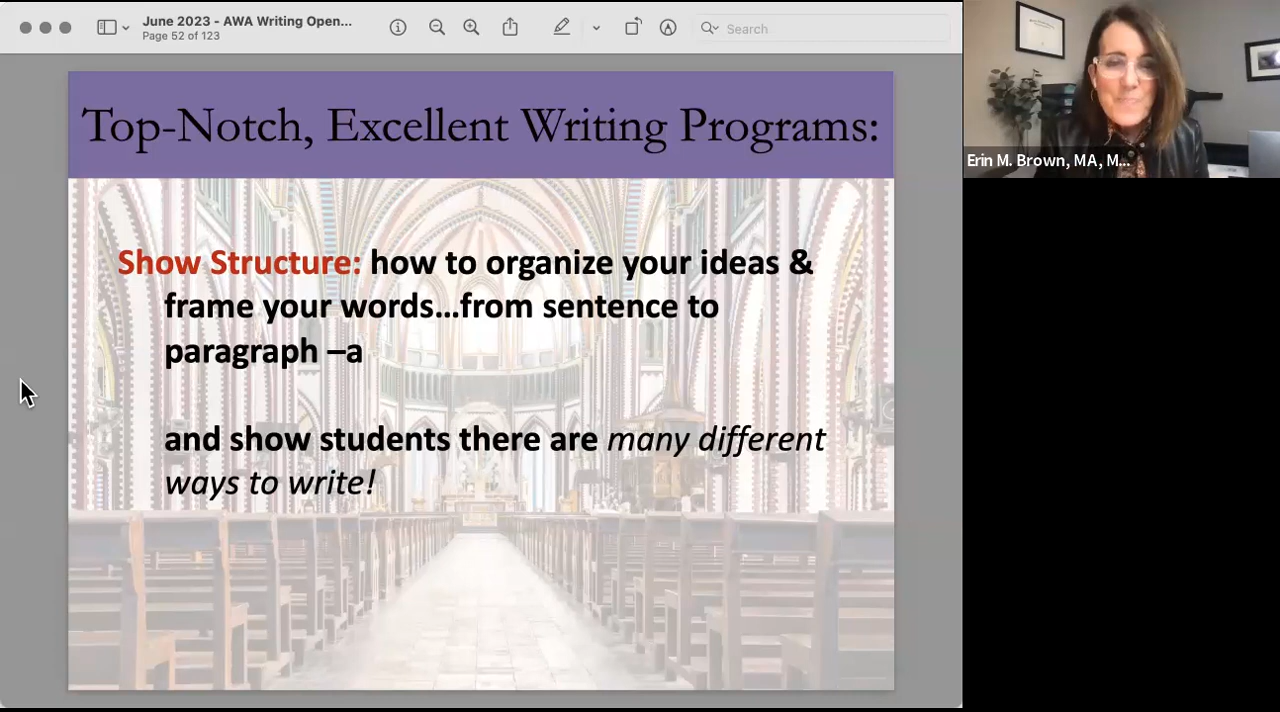 June 2023 - AWA Writing Open...
Page 52 of 123
Search
Top-Notch, Excellent Writing Programs:
Show Structure: how to organize your ideas &
frame your words...from sentence to
paragraph –a
and show students there are many different
ways to write!
Erin M. Brown, MA, M...